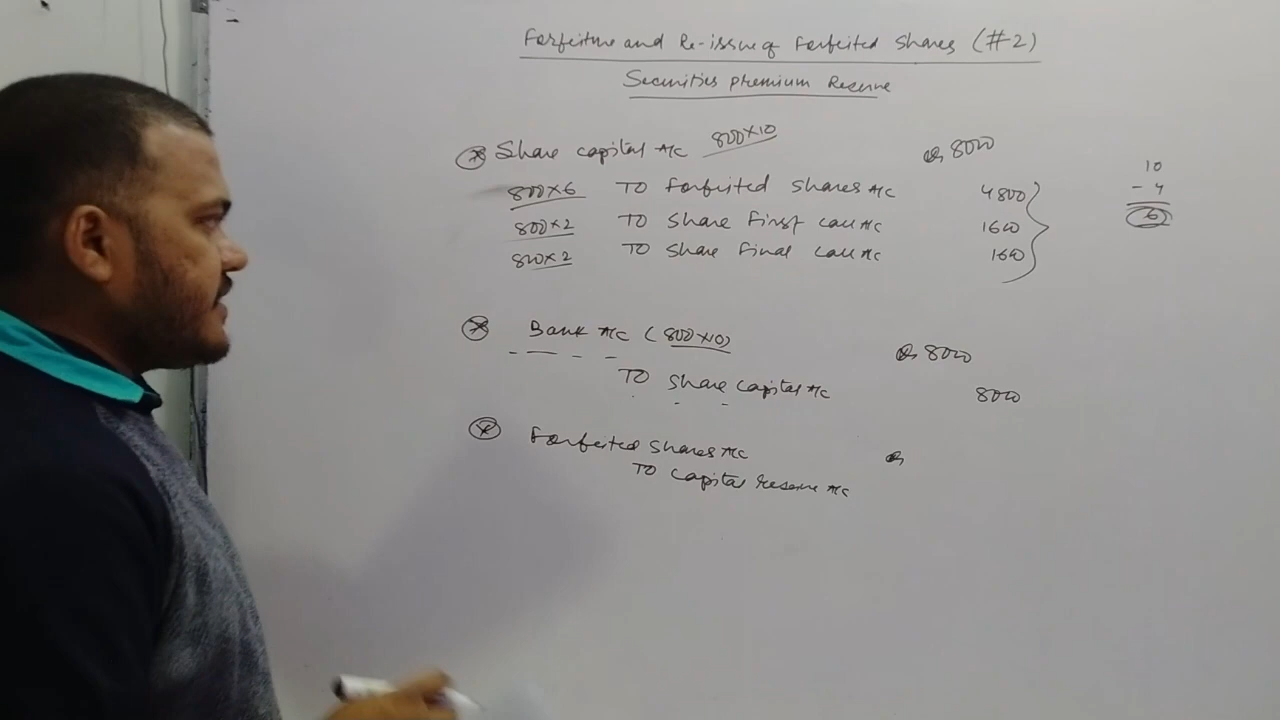 Forfeiture and Re-issue of Forfeited Shares (#2)
Securities Premium Reserve
Share capital A/C 800×10 Dr 8000
800×6 To Forfeited Shares A/C 4800
800×2 To Share First Call A/C 1600
800×2 To Share Final Call A/C 1600
10
- 4
6
Bank A/C (800×10) Dr 8000
To Share Capital A/C 8000
Forfeited Shares A/C Dr
To Capital Reserve A/C